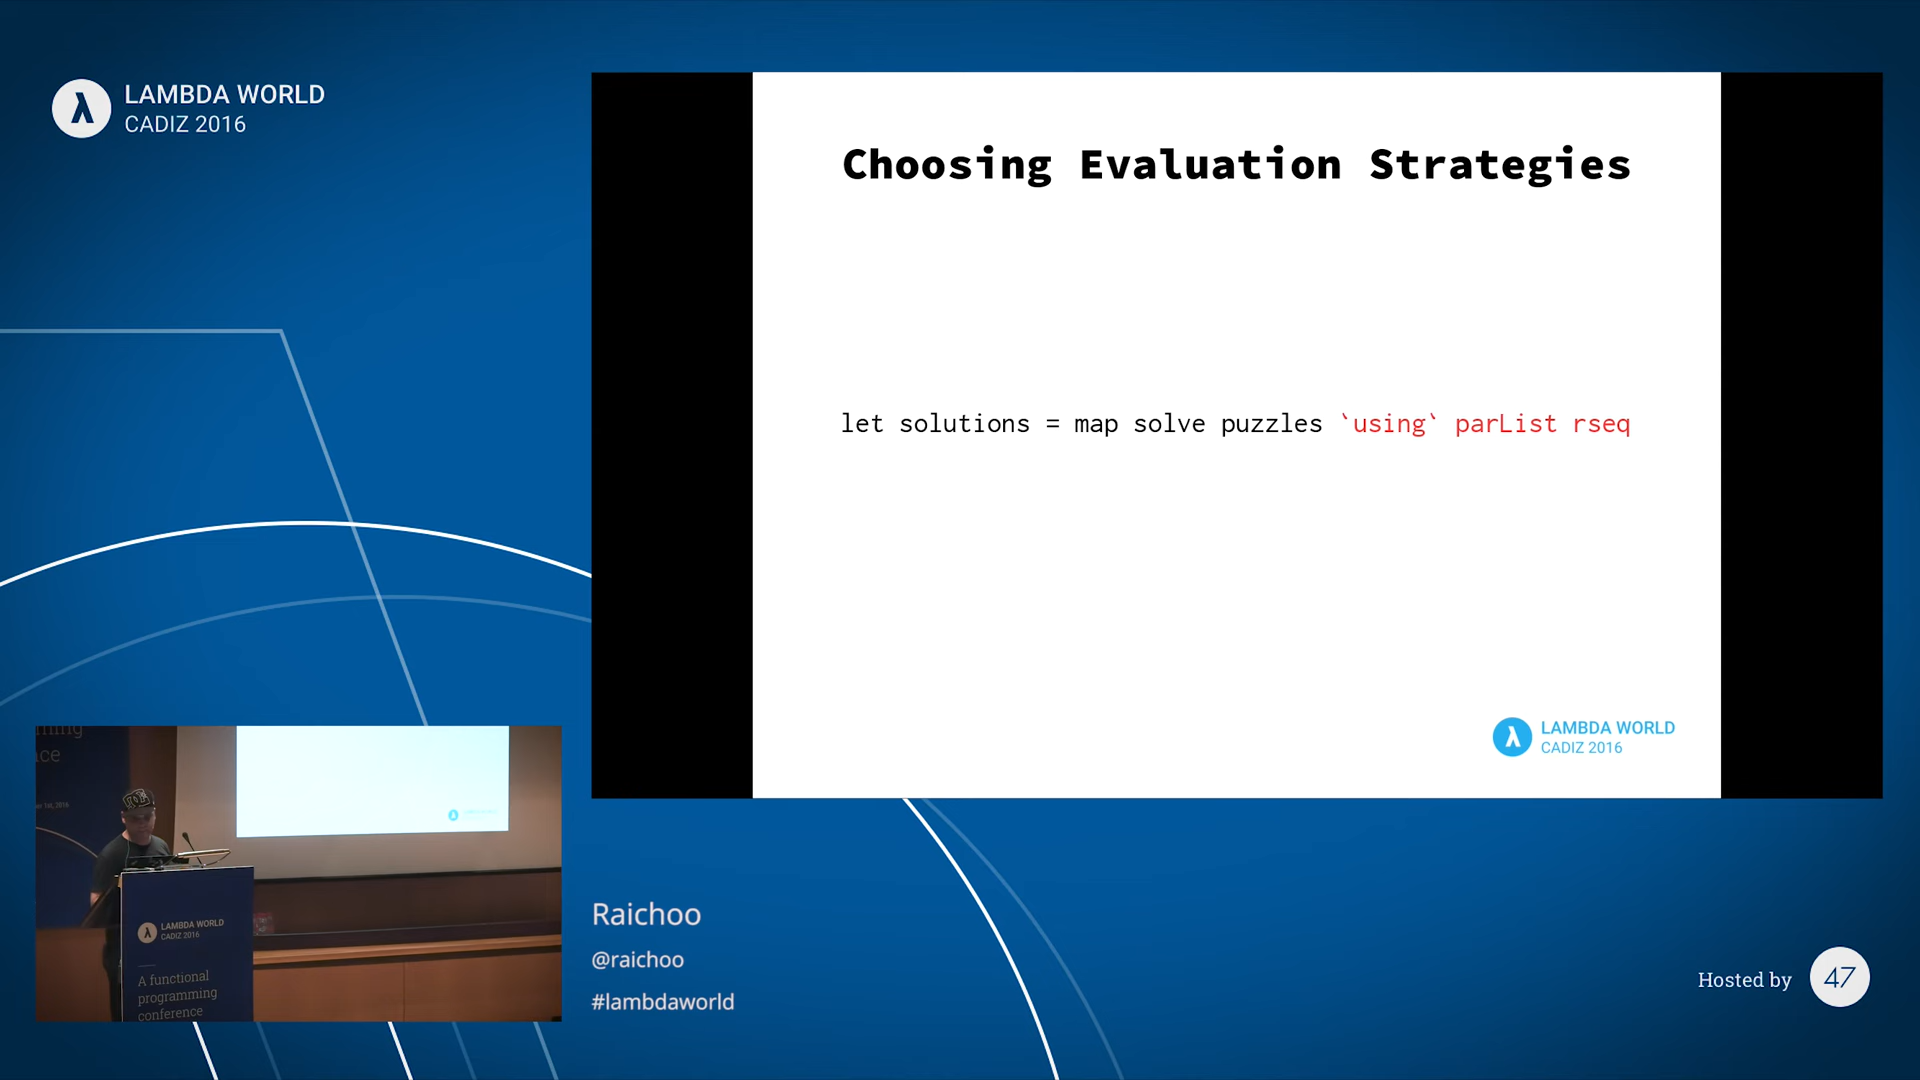 LAMBDA WORLD
CADIZ 2016
Choosing Evaluation Strategies
let solutions = map solve puzzles `using` parList rseq
LAMBDA WORLD
CADIZ 2016
LAMBDA WORLD
CADIZ 2016
A functional
programming
conference
Raichoo
@raichoo
#lambdaworld
Hosted by 47